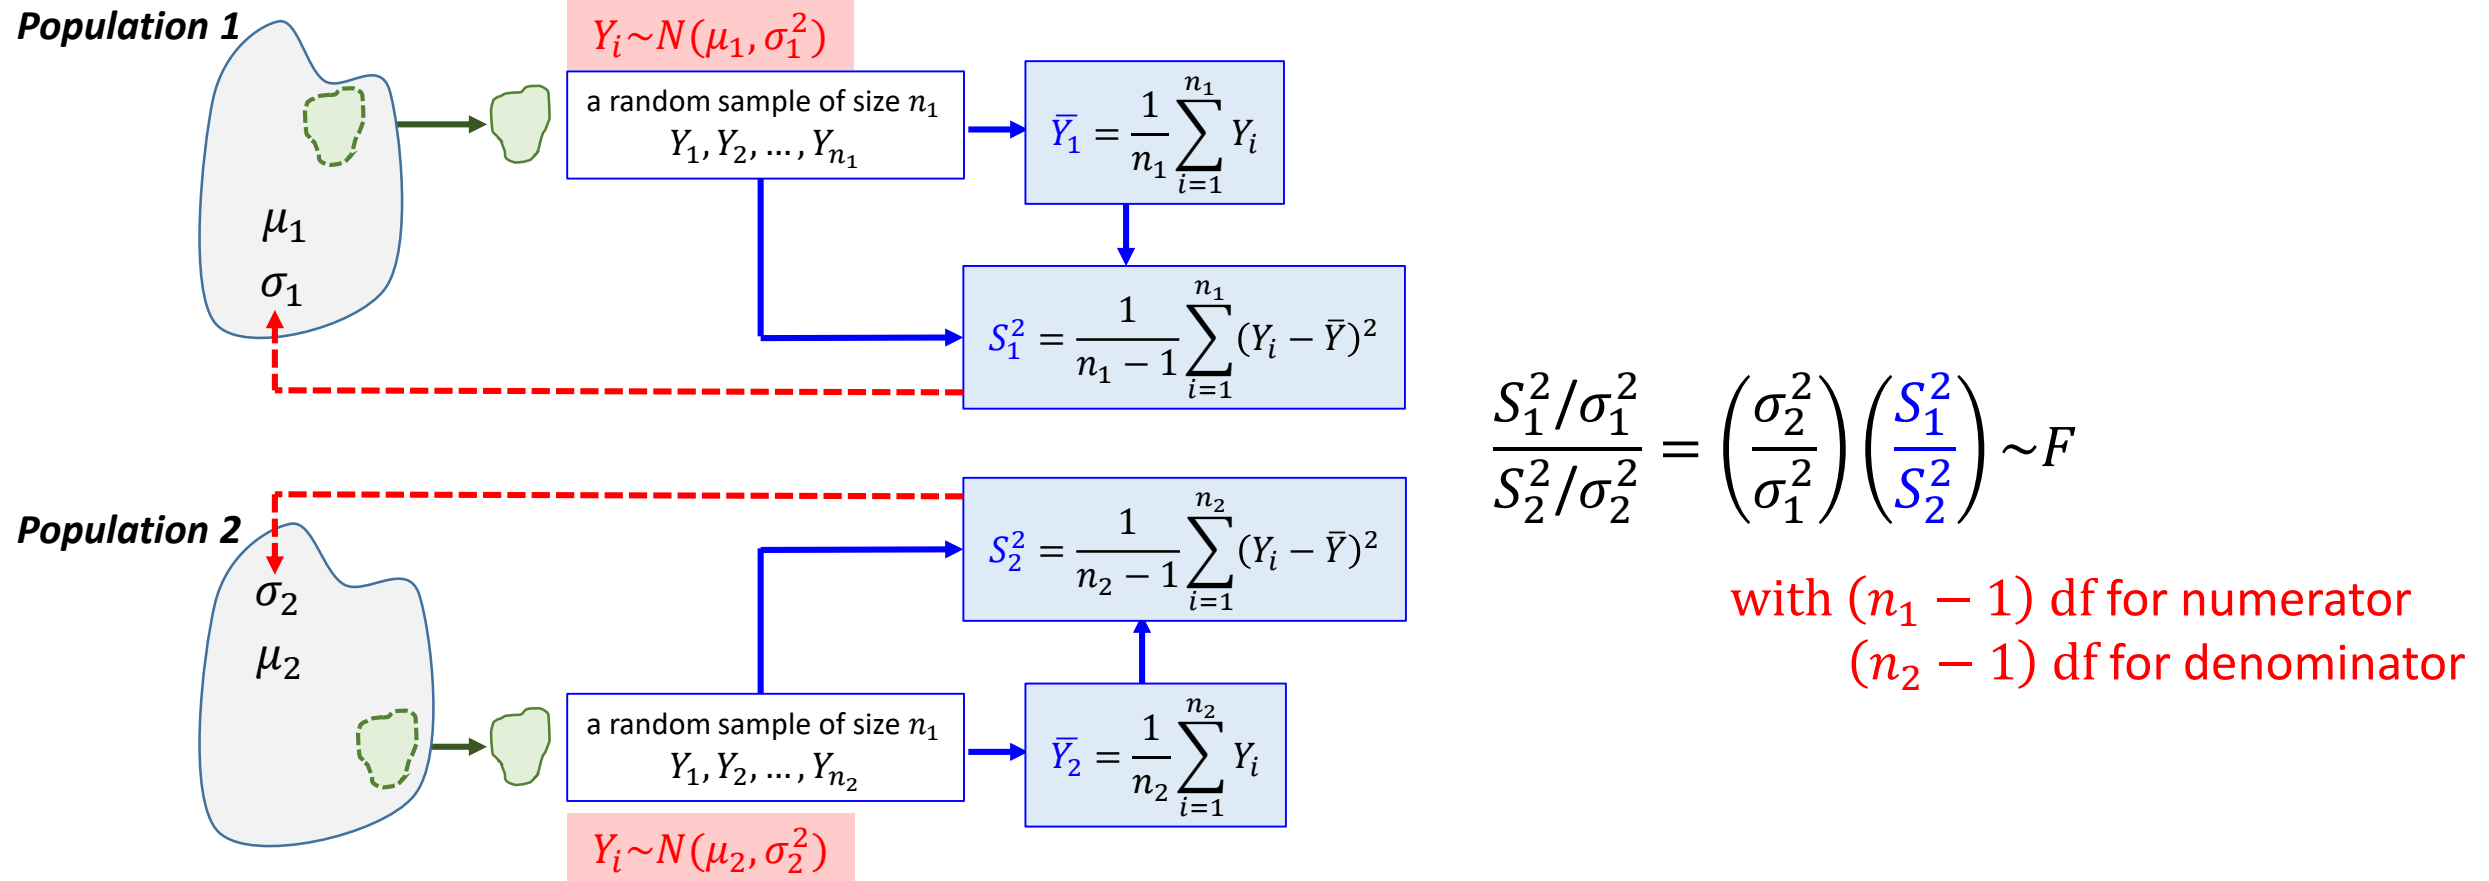 Population 1
Y_i~N(μ_1, σ_1^2)
a random sample of size n_1
Y_1, Y_2, …, Y_{n_1}
\bar{Y_1} = \frac{1}{n_1} \sum_{i=1}^{n_1} Y_i
μ_1
σ_1
S_1^2 = \frac{1}{n_1 − 1} \sum_{i=1}^{n_1} (Y_i − \bar{Y})^2
\frac{S_1^2/σ_1^2}{S_2^2/σ_2^2} = \left(\frac{σ_2^2}{σ_1^2}\right) \left(\frac{S_1^2}{S_2^2}\right) ~F
with (n_1 − 1) df for numerator
(n_2 − 1) df for denominator
Population 2
σ_2
μ_2
S_2^2 = \frac{1}{n_2 − 1} \sum_{i=1}^{n_2} (Y_i − \bar{Y})^2
a random sample of size n_1
Y_1, Y_2, …, Y_{n_2}
\bar{Y_2} = \frac{1}{n_2} \sum_{i=1}^{n_2} Y_i
Y_i~N(μ_2, σ_2^2)